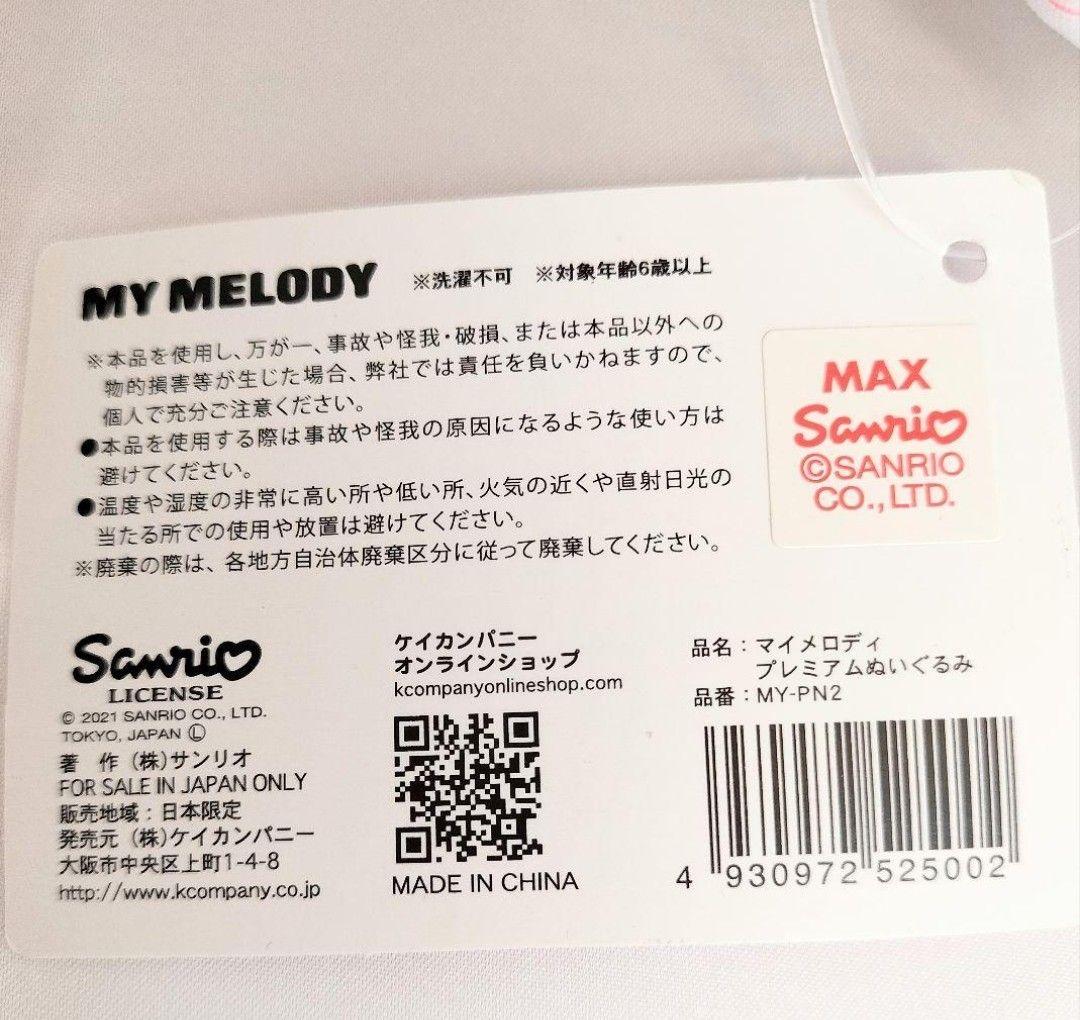 MY MELODY ※洗濯不可 ※対象年齢6歳以上
※本品を使用し、万が一、事故や怪我・破損、または本品以外への
物的損害等が生じた場合、弊社では責任を負いかねますので、
個人で充分ご注意ください。
●本品を使用する際は事故や怪我の原因になるような使い方は
避けてください。
●温度や湿度の非常に高い所や低い所、火気の近くや直射日光の
当たる所での使用や放置は避けてください。
※廃棄の際は、各地方自治体廃棄区分に従って廃棄してください。
MAX
Sanrio
©SANRIO
CO.,LTD.
Sanrio
LICENSE
© 2021 SANRIO CO., LTD.
TOKYO, JAPAN Ⓛ
著 作 (株)サンリオ
FOR SALE IN JAPAN ONLY
販売地域：日本限定
発売元 (株)ケイカンパニー
大阪市中央区上町1-4-8
http://www.kcompany.co.jp
ケイカンパニー
オンラインショップ
kcompanyonlineshop.com
MADE IN CHINA
品名：マイメロディ
プレミアムぬいぐるみ
品番：MY-PN2
4 930972 525002